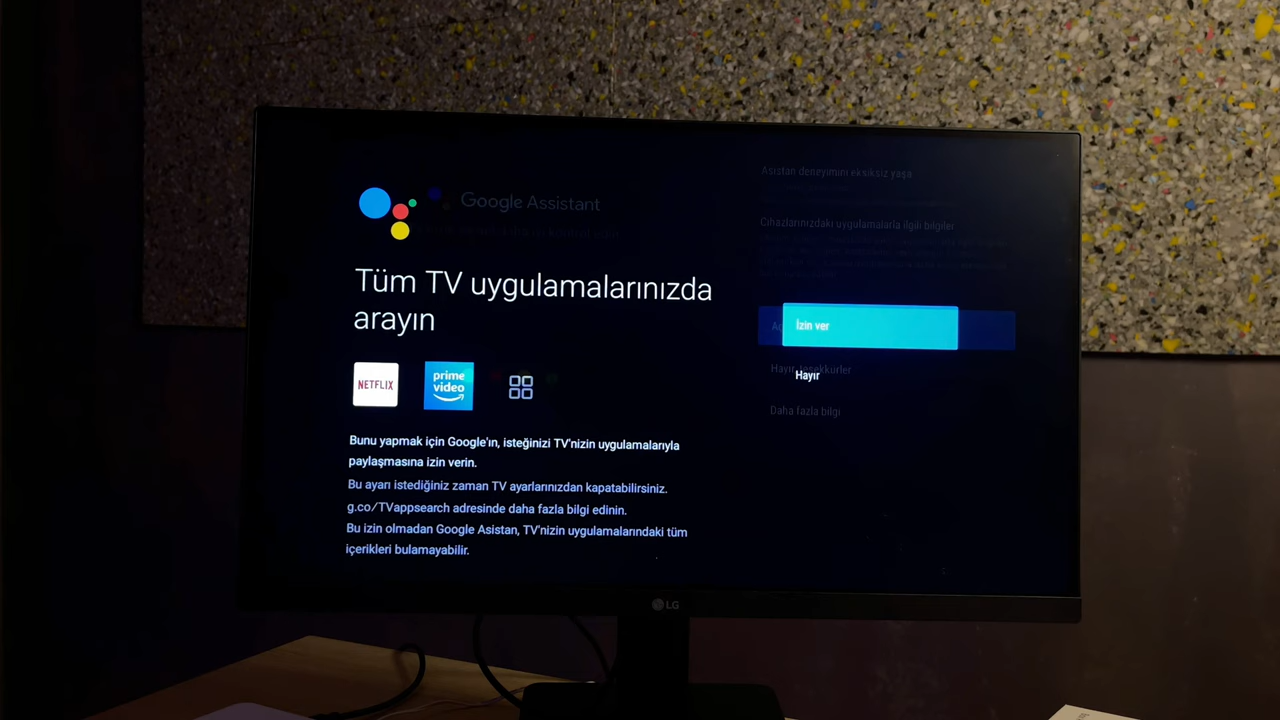 Google Assistant
Tüm TV uygulamalarınızda
arayın
NETFLIX
prime
video
Bunu yapmak için Google'ın, isteğinizi TV'nizin uygulamalarıyla
paylaşmasına izin verin.
Bu ayarı istediğiniz zaman TV ayarlarınızdan kapatabilirsiniz.
g.co/TVappsearch adresinde daha fazla bilgi edinin.
Bu izin olmadan Google Asistan, TV'nizin uygulamalarındaki tüm
içerikleri bulamayabilir.
Asistan deneyimini eksiksiz yaşa
Cihazlarınızdaki uygulamalarla ilgili bilgiler
İzin ver
Hayır
Hayır, teşekkürler
Daha fazla bilgi
LG